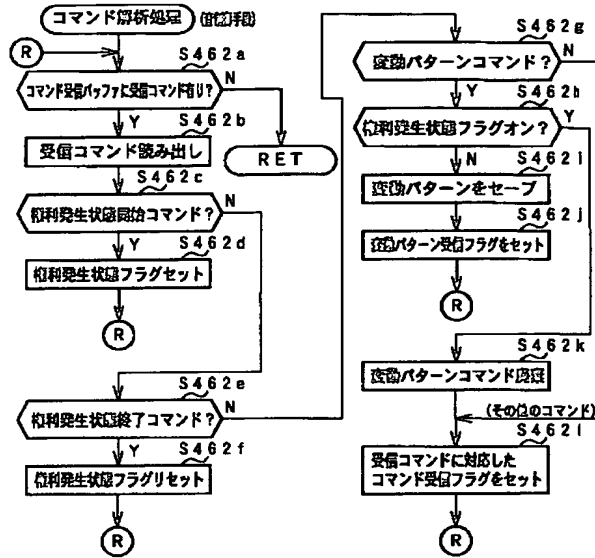 コマンド解析処理
R
S462a
コマンド受信バッファに受信コマンド有り?
N
Y
S462b
RET
受信コマンド読み出し
S462c
権利発生状態開始コマンド?
N
Y
S462d
権利発生状態フラグセット
R
S462e
権利発生状態終了コマンド?
N
Y
S462f
権利発生状態フラグリセット
R
S462g
変動パターンコマンド?
N
Y
S462h
権利発生状態フラグオン?
Y
N
S462i
変動パターンをセーブ
S462j
変動パターン受信フラグをセット
R
S462k
変動パターンコマンド廃棄
(その他のコマンド)
S462l
受信コマンドに対応した
コマンド受信フラグをセット
R